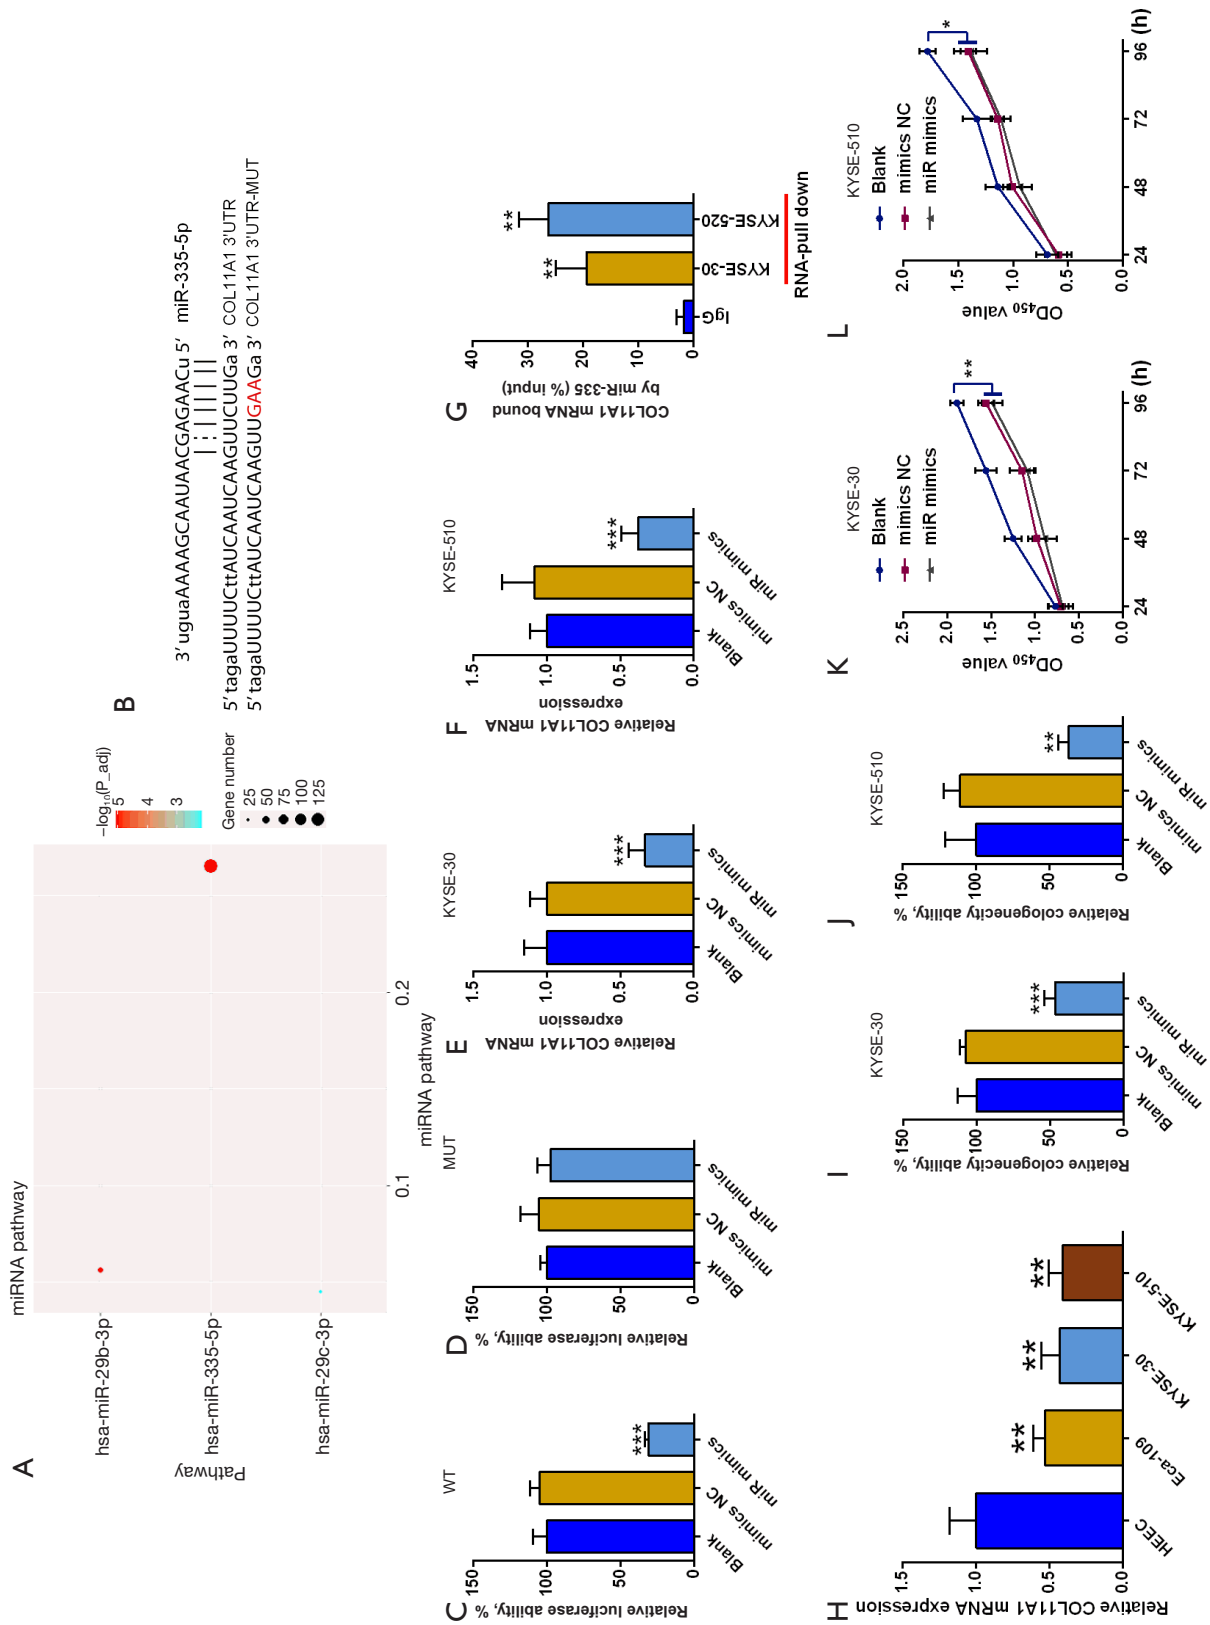 A
miRNA pathway
hsa-miR-29b-3p
hsa-miR-335-5p
hsa-miR-29c-3p
Pathway
0.1
0.2
miRNA pathway
−log10(P_adj)
5
4
3
Gene number
25
50
75
100
125
B
3’ uguaAAAAGCAAUAACGAGAACu 5’ miR-335-5p
5’ tagaUUUUCttAUCAAUCAAGUUCUUGa 3’ COL11A1 3'UTR
5’ tagaUUUUCttAUCAAUCAAGUUGAAGa 3’ COL11A1 3'UTR-MUT
C
WT
Relative luciferase ability, %
150
100
50
0
***
Blank
mimics NC
miR mimics
D
MUT
Relative luciferase ability, %
150
100
50
0
Blank
mimics NC
miR mimics
E
KYSE-30
Relative COL11A1 mRNA
expression
1.5
1.0
0.5
0.0
***
Blank
mimics NC
miR mimics
F
KYSE-510
Relative COL11A1 mRNA
expression
1.5
1.0
0.5
0.0
***
Blank
mimics NC
miR mimics
G
COL11A1 mRNA bound
by miR-335 (% input)
40
30
20
10
0
**
**
IgG
KYSE-30
KYSE-520
RNA-pull down
H
Relative COL11A1 mRNA expression
1.5
1.0
0.5
0.0
**
**
**
HEEC
Eca-109
KYSE-30
KYSE-510
I
KYSE-30
Relative cologenecity ability, %
150
100
50
0
***
Blank
mimics NC
miR mimics
J
KYSE-510
Relative cologenecity ability, %
150
100
50
0
**
Blank
mimics NC
miR mimics
K
KYSE-30
Blank
mimics NC
miR mimics
OD450 value
2.5
2.0
1.5
1.0
0.5
0.0
**
24
48
72
96 (h)
L
KYSE-510
Blank
mimics NC
miR mimics
OD450 value
2.0
1.5
1.0
0.5
0.0
*
24
48
72
96 (h)